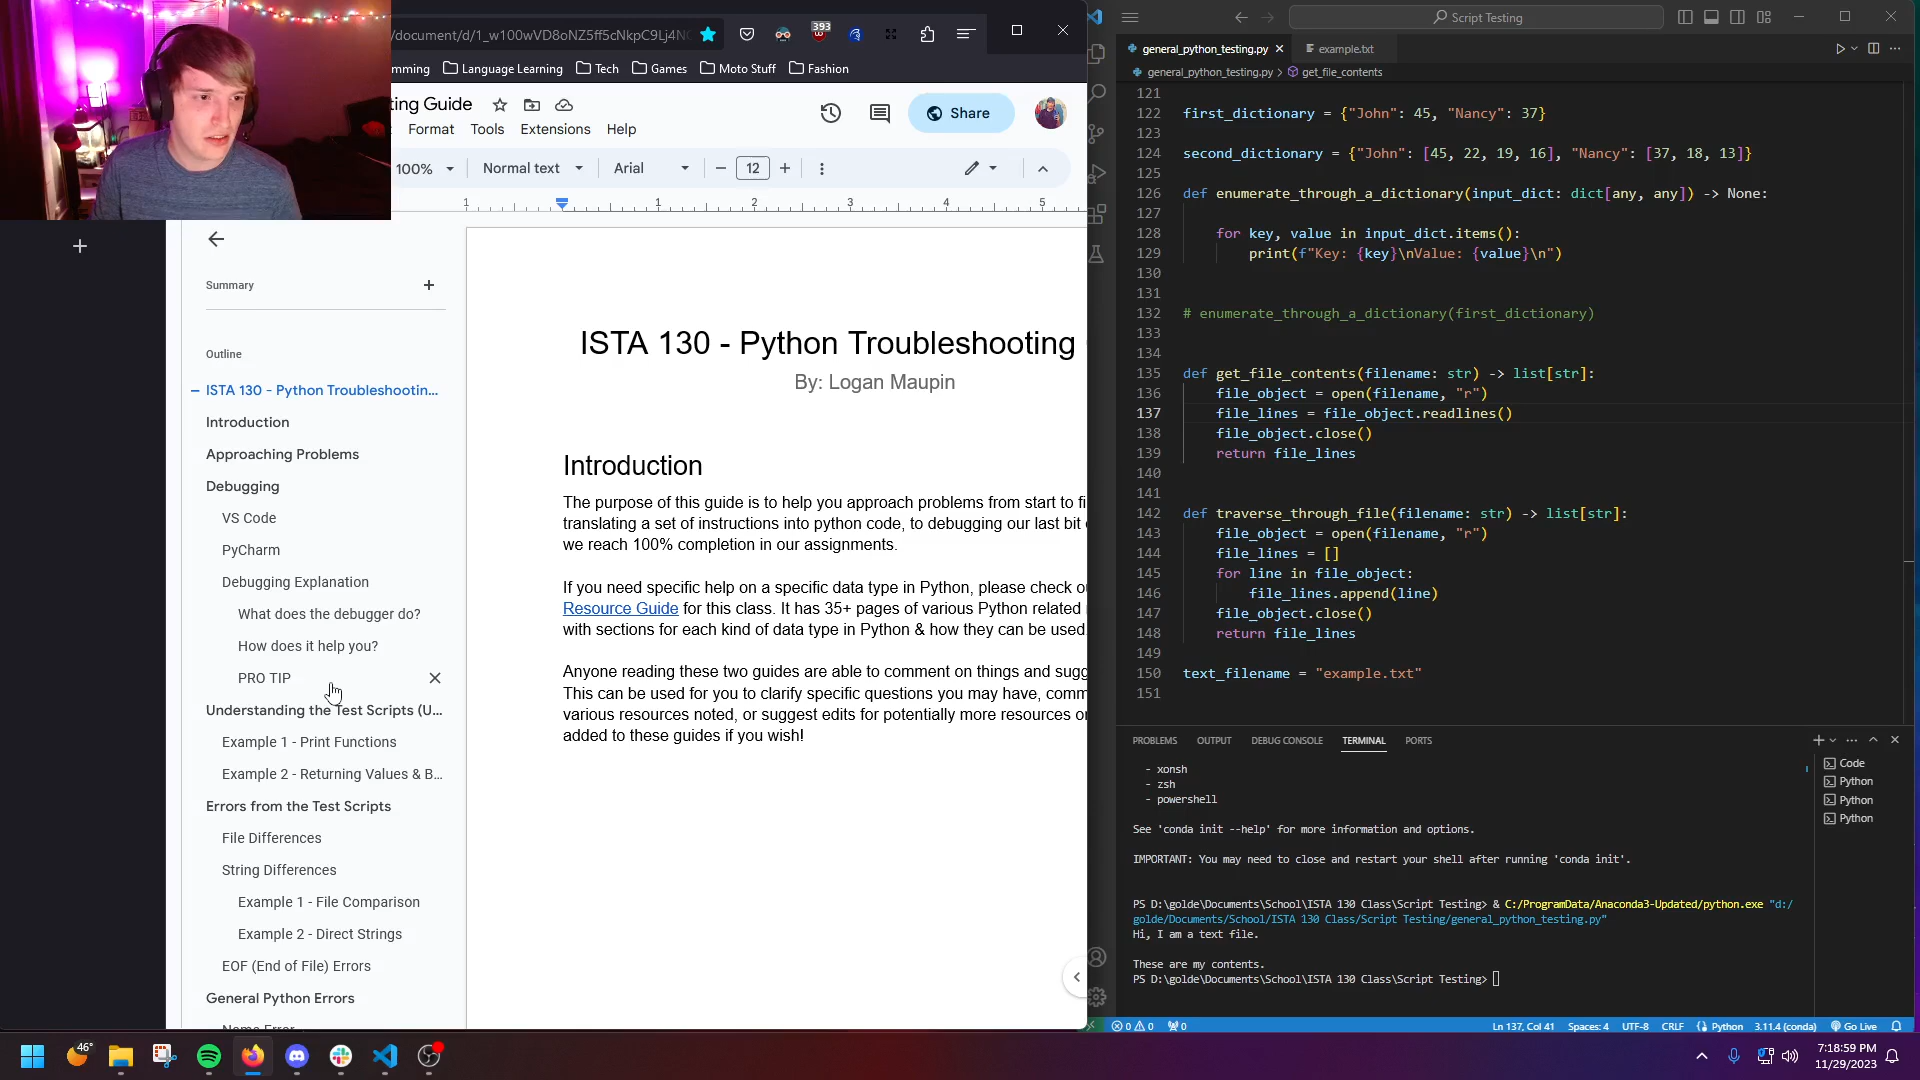 /document/d/1_w100wVD8oNZ5ff5cNkpC9Lj4N
393
mming
Language Learning
Tech
Games
Moto Stuff
Fashion
ting Guide
Share
Format
Tools
Extensions
Help
100%
Normal text
Arial
12
1
1
2
3
4
5
Summary
Outline
ISTA 130 - Python Troubleshootin...
Introduction
Approaching Problems
Debugging
VS Code
PyCharm
Debugging Explanation
What does the debugger do?
How does it help you?
PRO TIP
Understanding the Test Scripts (U...
Example 1 - Print Functions
Example 2 - Returning Values & B...
Errors from the Test Scripts
File Differences
String Differences
Example 1 - File Comparison
Example 2 - Direct Strings
EOF (End of File) Errors
General Python Errors
Name Error
ISTA 130 - Python Troubleshooting
By: Logan Maupin
Introduction
The purpose of this guide is to help you approach problems from start to fi
translating a set of instructions into python code, to debugging our last bit
we reach 100% completion in our assignments.
If you need specific help on a specific data type in Python, please check o
Resource Guide for this class. It has 35+ pages of various Python related
with sections for each kind of data type in Python & how they can be used
Anyone reading these two guides are able to comment on things and sugg
This can be used for you to clarify specific questions you may have, comm
various resources noted, or suggest edits for potentially more resources or
added to these guides if you wish!
Script Testing
general_python_testing.py
example.txt
general_python_testing.py > get_file_contents
121
122 first_dictionary = {"John": 45, "Nancy": 37}
123
124 second_dictionary = {"John": [45, 22, 19, 16], "Nancy": [37, 18, 13]}
125
126 def enumerate_through_a_dictionary(input_dict: dict[any, any]) -> None:
127
128 for key, value in input_dict.items():
129 print(f"Key: {key}\nValue: {value}\n")
130
131
132 # enumerate_through_a_dictionary(first_dictionary)
133
134
135 def get_file_contents(filename: str) -> list[str]:
136 file_object = open(filename, "r")
137 file_lines = file_object.readlines()
138 file_object.close()
139 return file_lines
140
141
142 def traverse_through_file(filename: str) -> list[str]:
143 file_object = open(filename, "r")
144 file_lines = []
145 for line in file_object:
146 file_lines.append(line)
147 file_object.close()
148 return file_lines
149
150 text_filename = "example.txt"
151
PROBLEMS
OUTPUT
DEBUG CONSOLE
TERMINAL
PORTS
- xonsh
- zsh
- powershell
See 'conda init --help' for more information and options.
IMPORTANT: You may need to close and restart your shell after running 'conda init'.
PS D:\golde\Documents\School\ISTA 130 Class\Script Testing> & C:/ProgramData/Anaconda3-Updated/python.exe "d:/
golde/Documents/School/ISTA 130 Class/Script Testing/general_python_testing.py"
Hi, I am a text file.
These are my contents.
PS D:\golde\Documents\School\ISTA 130 Class\Script Testing>
Code
Python
Python
Python
0 0
0
Ln 137, Col 41
Spaces: 4
UTF-8
CRLF
Python
3.11.4 (conda)
Go Live
46°
7:18:59 PM
11/29/2023